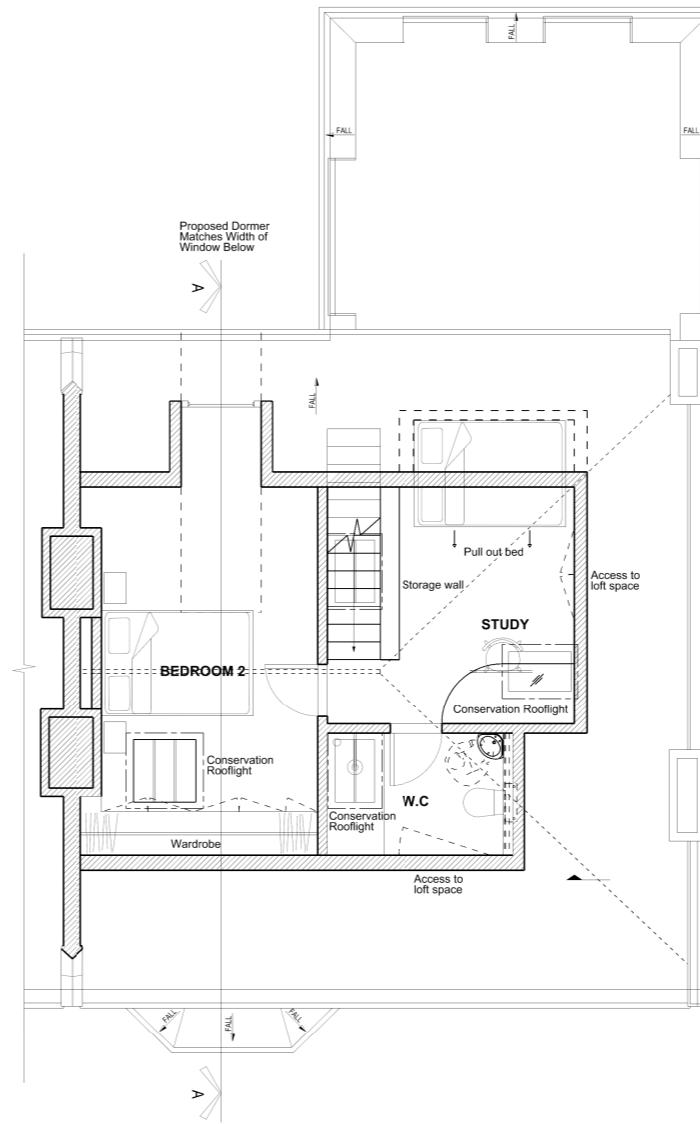 FALL
FALL
FALL
Proposed Dormer
Matches Width of
Window Below
A
FALL
Pull out bed
Access to
loft space
Storage wall
STUDY
BEDROOM 2
Conservation Rooflight
Conservation
Rooflight
W.C
Conservation
Rooflight
Wardrobe
Access to
loft space
FALL
FALL
FALL
A